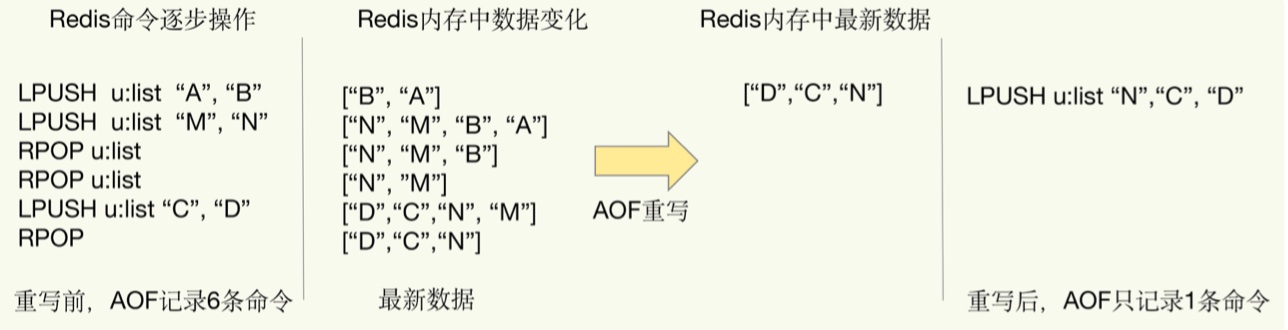 Redis命令逐步操作
LPUSH u:list “A”, “B”
LPUSH u:list “M”, “N”
RPOP u:list
RPOP u:list
LPUSH u:list “C”, “D”
RPOP
重写前，AOF记录6条命令
Redis内存中数据变化
[“B”, “A”]
[“N”, “M”, “B”, “A”]
[“N”, “M”, “B”]
[“N”, ”M”]
[“D”,“C”,“N”, “M”]
[“D”,“C”,“N”]
最新数据
AOF重写
Redis内存中最新数据
[“D”,“C”,“N”]
LPUSH u:list “N”,“C”, “D”
重写后，AOF只记录1条命令